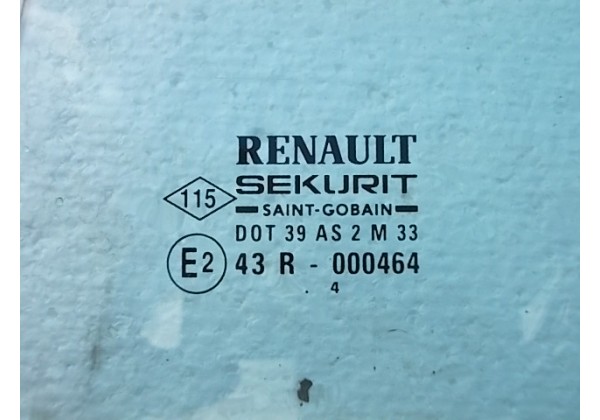 RENAULT
115
SEKURIT
SAINT-GOBAIN
DOT 39 AS 2 M 33
E2 43 R - 000464
. 4